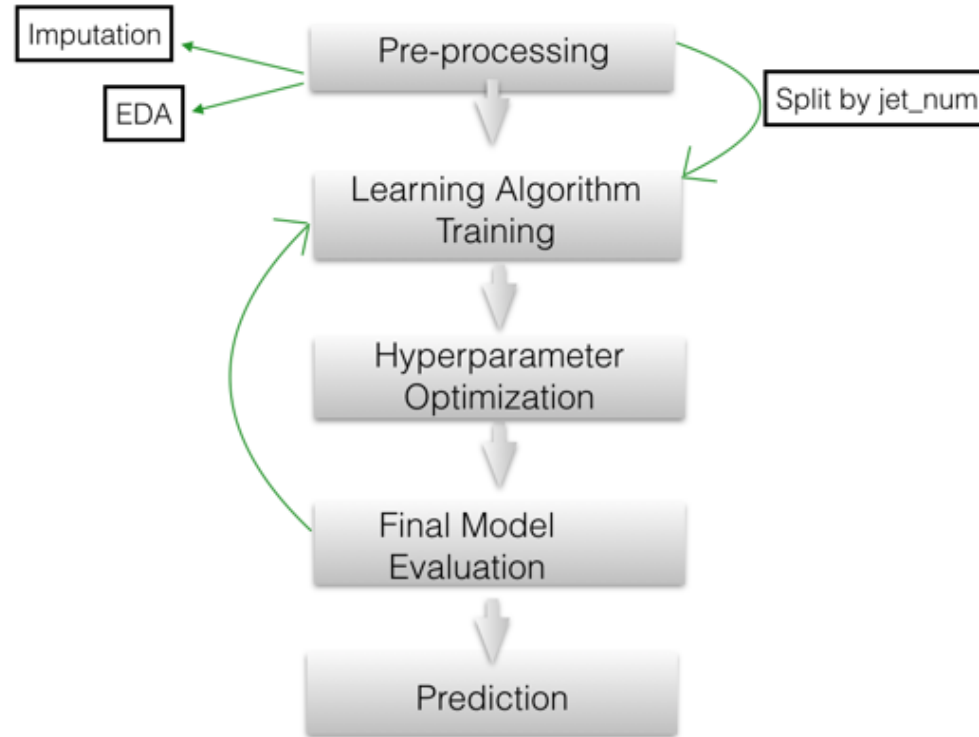 Imputation
Pre-processing
EDA
Split by jet_num
Learning Algorithm
Training
Hyperparameter
Optimization
Final Model
Evaluation
Prediction